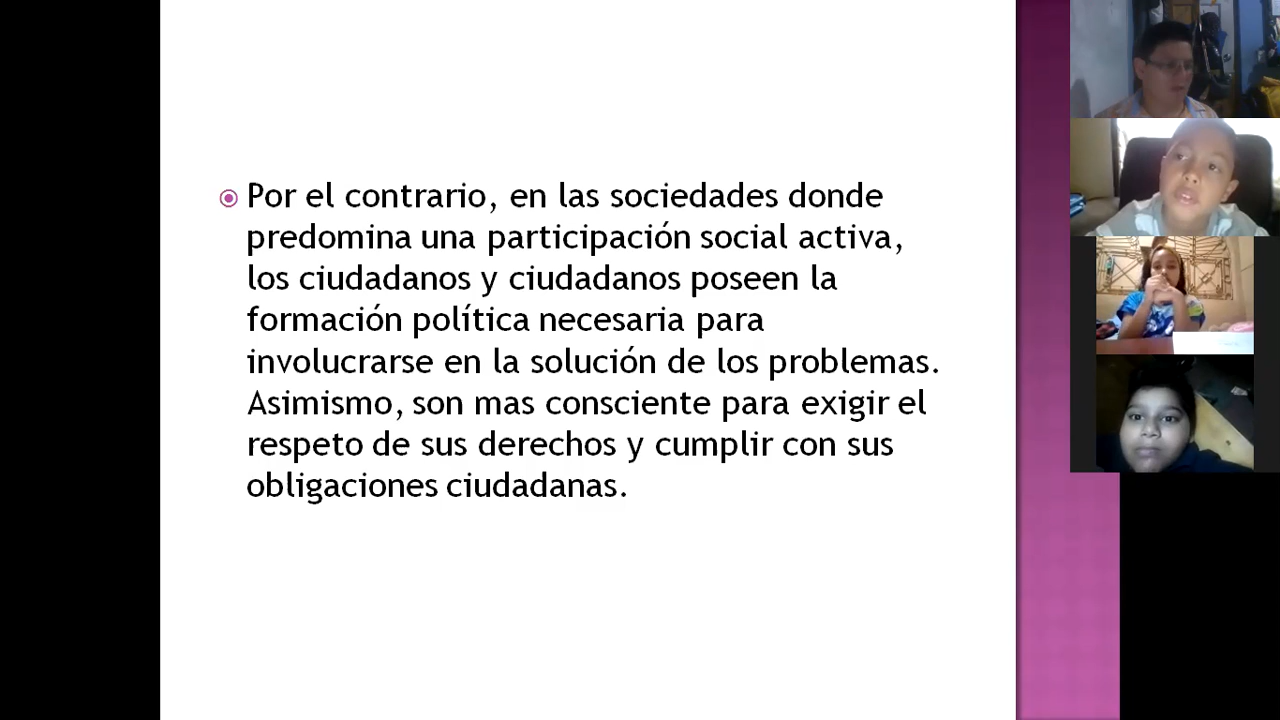 Por el contrario, en las sociedades donde
predomina una participación social activa,
los ciudadanos y ciudadanos poseen la
formación política necesaria para
involucrarse en la solución de los problemas.
Asimismo, son mas consciente para exigir el
respeto de sus derechos y cumplir con sus
obligaciones ciudadanas.